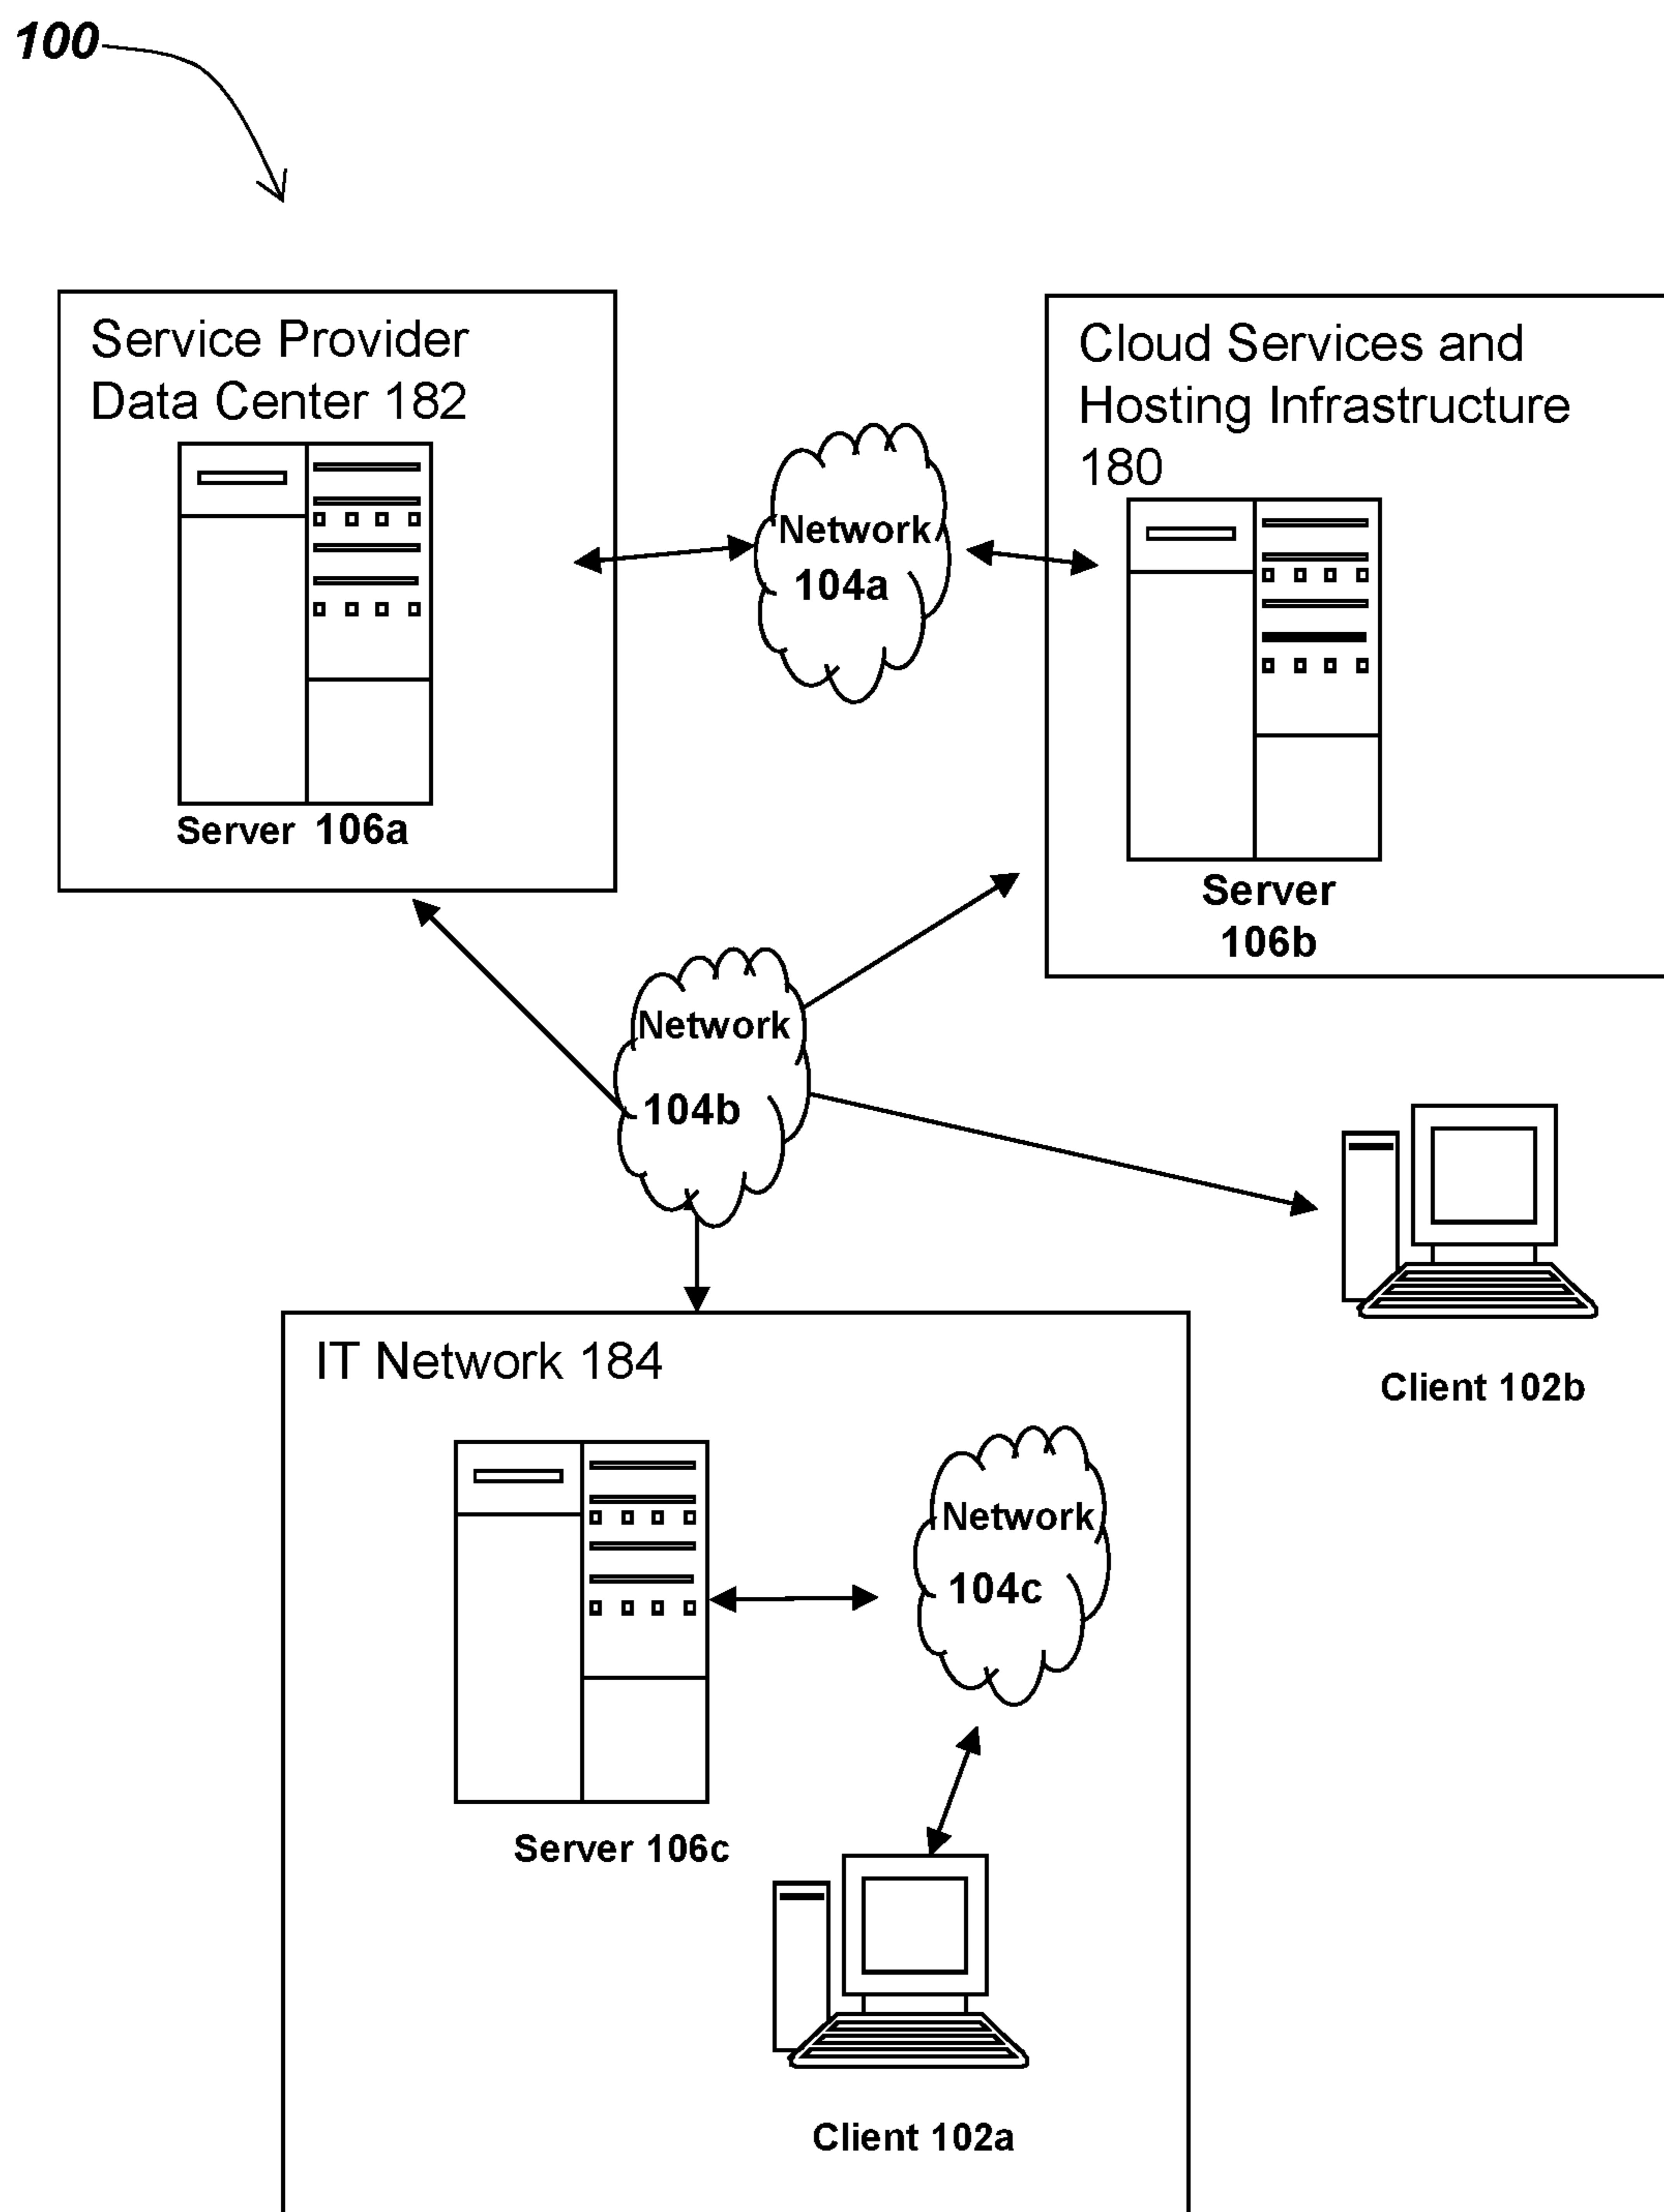 100
Service Provider
Data Center 182
Server 106a
Network
104a
Cloud Services and
Hosting Infrastructure
180
Server
106b
Network
104b
Client 102b
IT Network 184
Network
104c
Server 106c
Client 102a